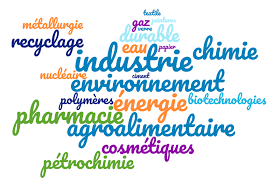 textile
métallurgie gaz peintures
verre durable
recyclage eau papier chimie
industrie
nucléaire ciment
environnement
polymères énergie biotechnologies
pharmacie
agroalimentaire
cosmétiques
pétrochimie